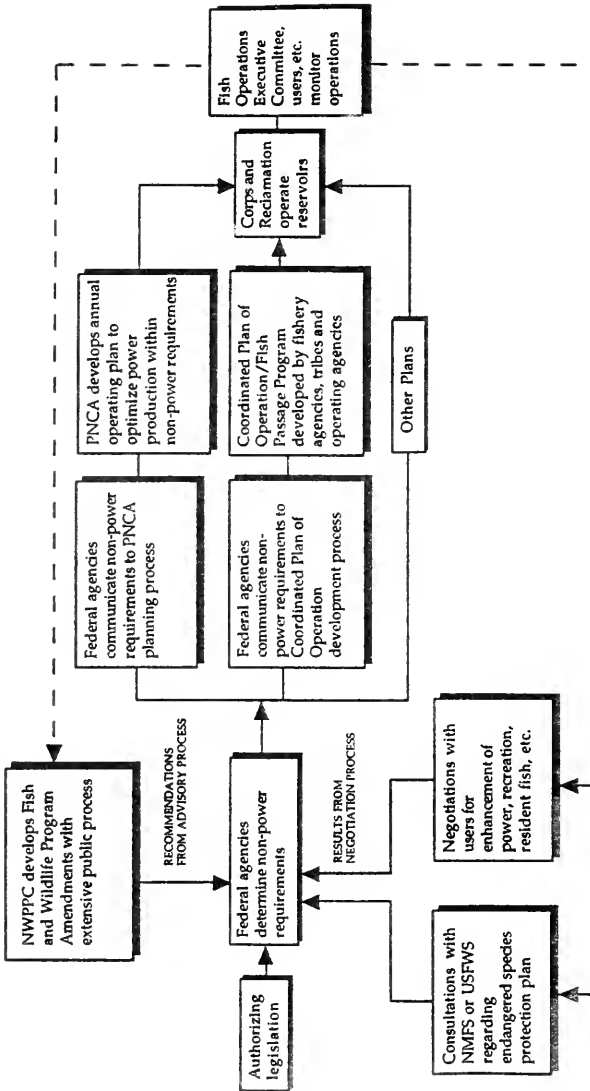 NWPPC develops Fish
and Wildlife Program
Amendments with
extensive public process
RECOMMENDATIONS
FROM ADVISORY PROCESS
Authorizing
legislation
Federal agencies
determine non-power
requirements
RESULTS FROM
NEGOTIATION PROCESS
Consultations with
NMFS or USFWS
regarding
endangered species
protection plan
Negotiations with
users for
enhancement of
power, recreation,
resident fish, etc.
Federal agencies
communicate non-power
requirements to PNCA
planning process
PNCA develops annual
operating plan to
optimize power
production within
non-power requirements
Federal agencies
communicate non-
power requirements to
Coordinated Plan of
Operation
development process
Coordinated Plan of
Operation/Fish
Passage Program
developed by fishery
agencies, tribes and
operating agencies
Other Plans
Corps and
Reclamation
operate
reservoirs
Fish
Operations
Executive
Committee,
users, etc.
monitor
operations